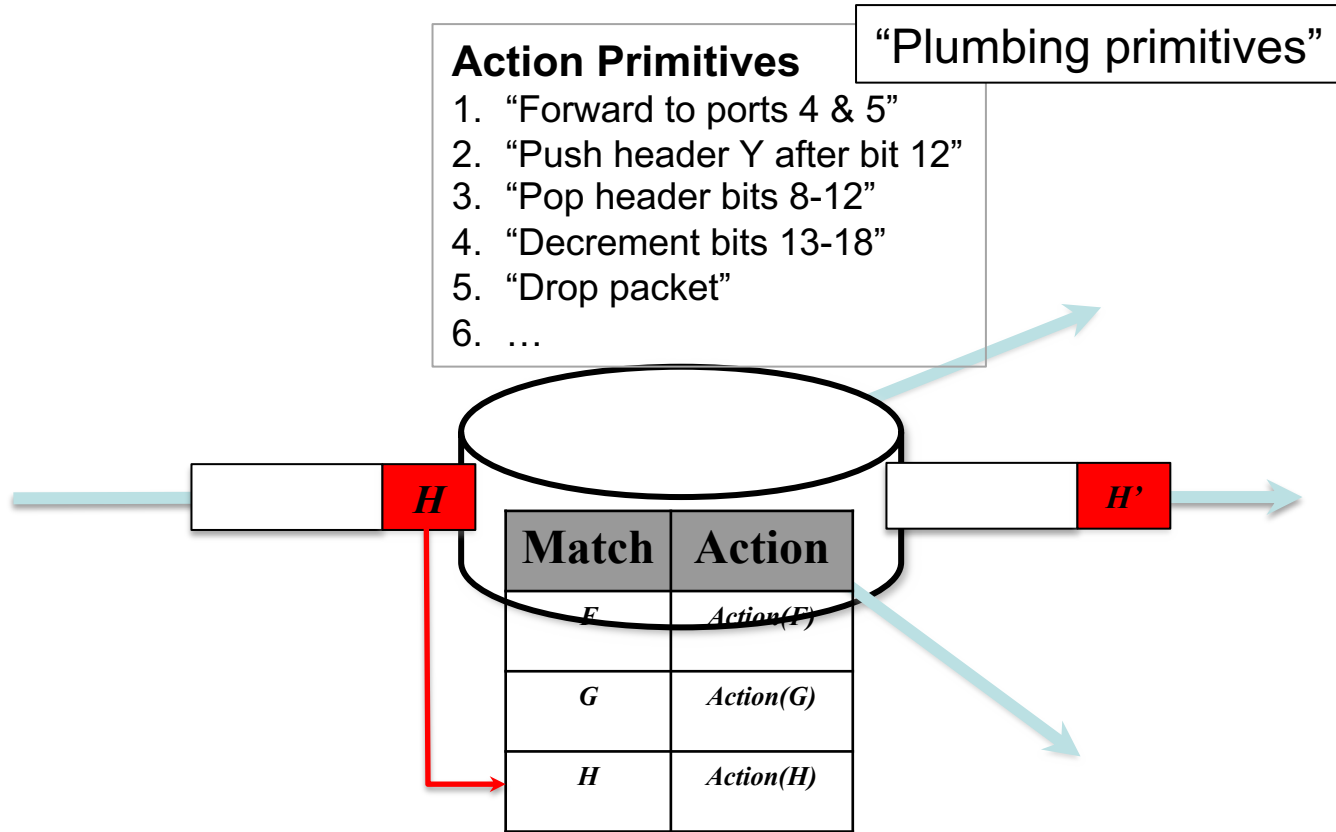 “Plumbing primitives”
Action Primitives
1. “Forward to ports 4 & 5”
2. “Push header Y after bit 12”
3. “Pop header bits 8-12”
4. “Decrement bits 13-18”
5. “Drop packet”
6. …
H
H’
Match Action
F Action(F)
G Action(G)
H Action(H)